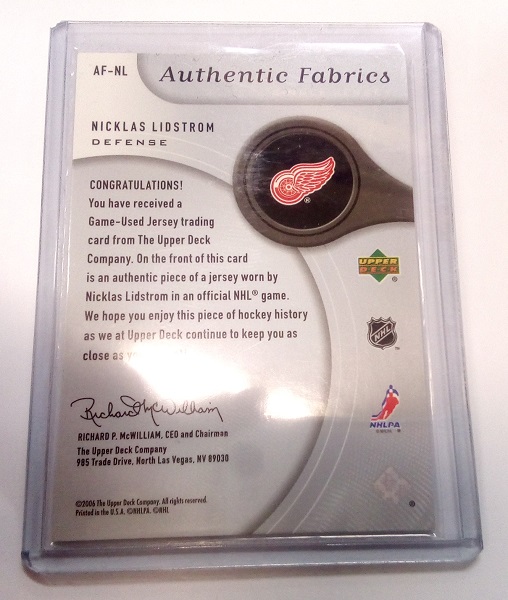 AF-NL
Authentic Fabrics
NICKLAS LIDSTROM
DEFENSE
CONGRATULATIONS!
You have received a
Game-Used Jersey trading
card from The Upper Deck
Company. On the front of this card
is an authentic piece of a jersey worn by
Nicklas Lidstrom in an official NHL® game.
We hope you enjoy this piece of hockey history
as we at Upper Deck continue to keep you as
close as
®
UPPER
DECK
®
NHL
™
NHLPA
Richard McWilliam
RICHARD P. McWILLIAM, CEO and Chairman
The Upper Deck Company
985 Trade Drive, North Las Vegas, NV 89030
©2006 The Upper Deck Company. All rights reserved.
Printed in the U.S.A. ©NHLPA. ©NHL
®